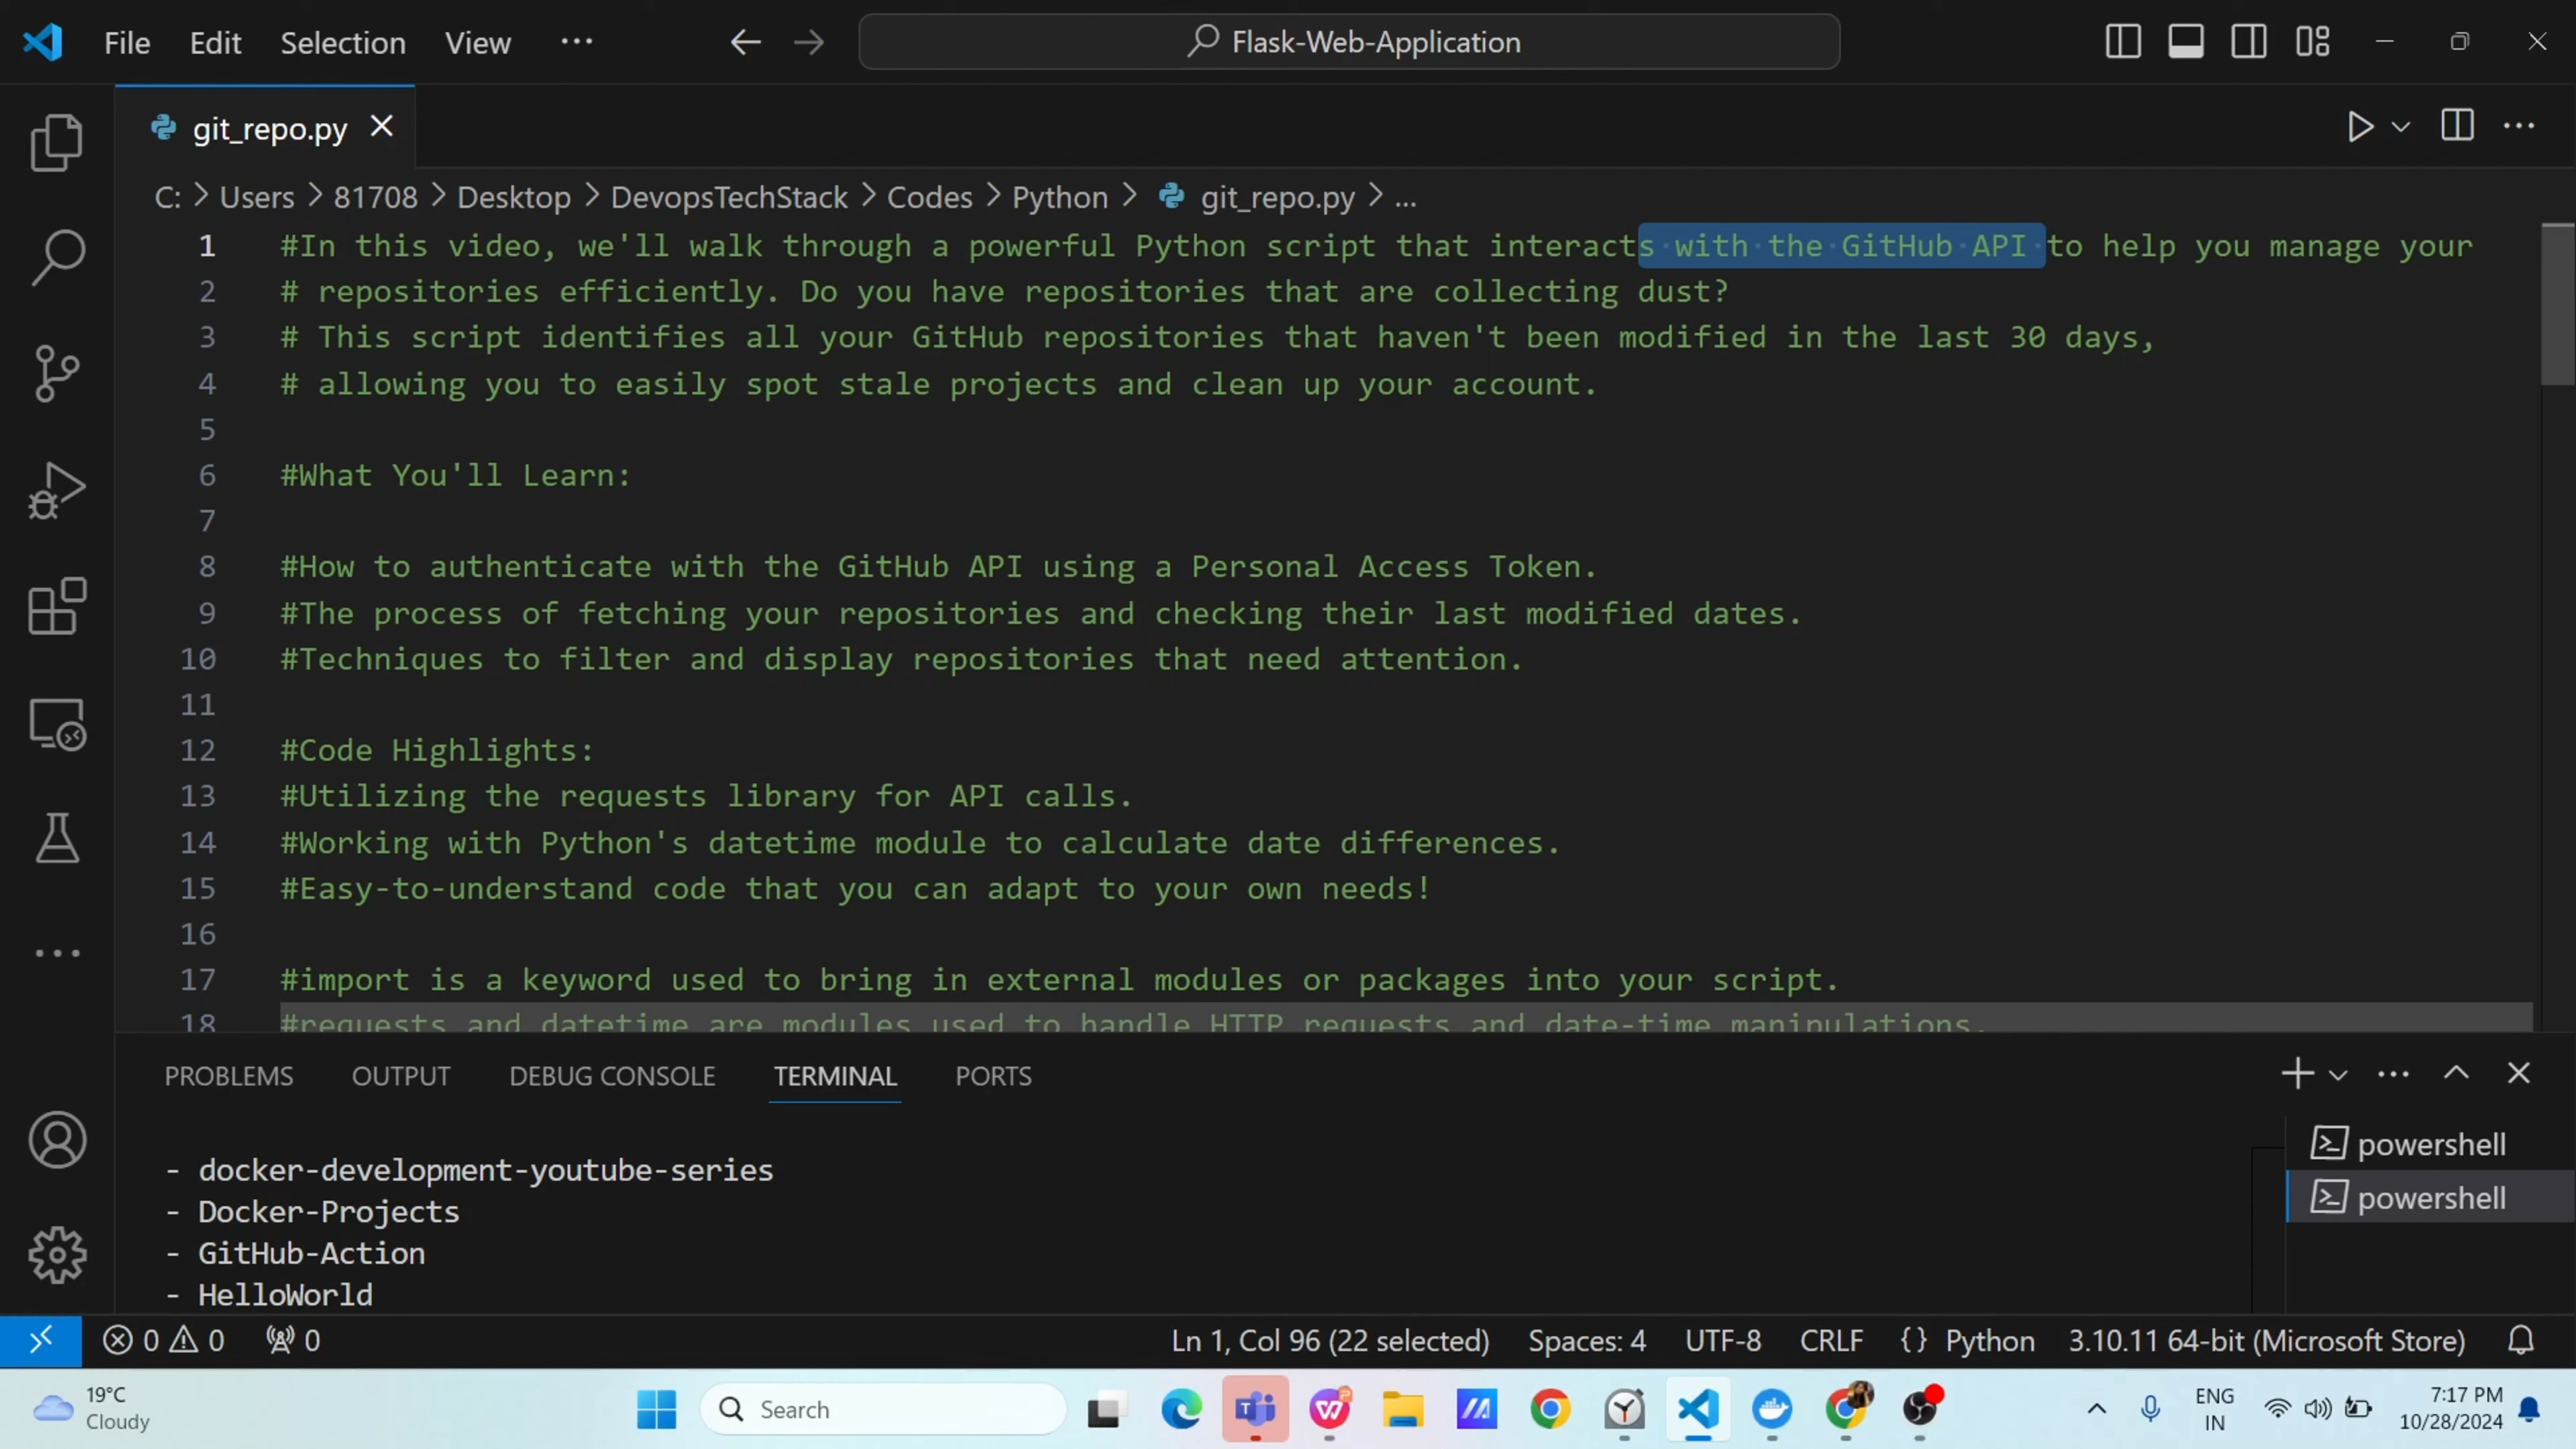 File Edit Selection View ... Flask-Web-Application
git_repo.py
C: > Users > 81708 > Desktop > DevopsTechStack > Codes > Python > git_repo.py > ...
1 #In this video, we'll walk through a powerful Python script that interacts with the GitHub API to help you manage your
2 # repositories efficiently. Do you have repositories that are collecting dust?
3 # This script identifies all your GitHub repositories that haven't been modified in the last 30 days,
4 # allowing you to easily spot stale projects and clean up your account.
5
6 #What You'll Learn:
7
8 #How to authenticate with the GitHub API using a Personal Access Token.
9 #The process of fetching your repositories and checking their last modified dates.
10 #Techniques to filter and display repositories that need attention.
11
12 #Code Highlights:
13 #Utilizing the requests library for API calls.
14 #Working with Python's datetime module to calculate date differences.
15 #Easy-to-understand code that you can adapt to your own needs!
16
17 #import is a keyword used to bring in external modules or packages into your script.
18 #requests and datetime are modules used to handle HTTP requests and date-time manipulations.
PROBLEMS OUTPUT DEBUG CONSOLE TERMINAL PORTS
- docker-development-youtube-series
- Docker-Projects
- GitHub-Action
- HelloWorld
powershell
powershell
0 0 0 Ln 1, Col 96 (22 selected) Spaces: 4 UTF-8 CRLF {} Python 3.10.11 64-bit (Microsoft Store)
19°C
Cloudy
Search
ENG
IN
7:17 PM
10/28/2024